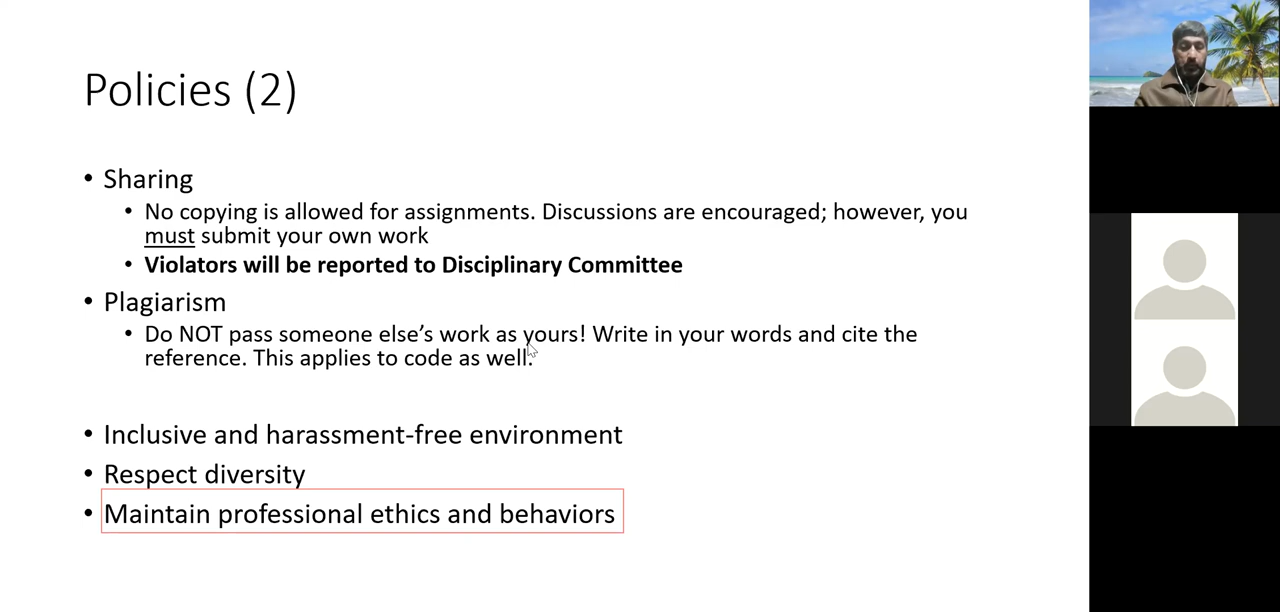 Policies (2)
• Sharing
• No copying is allowed for assignments. Discussions are encouraged; however, you
must submit your own work
• Violators will be reported to Disciplinary Committee
• Plagiarism
• Do NOT pass someone else's work as yours! Write in your words and cite the
reference. This applies to code as well.
• Inclusive and harassment-free environment
• Respect diversity
• Maintain professional ethics and behaviors